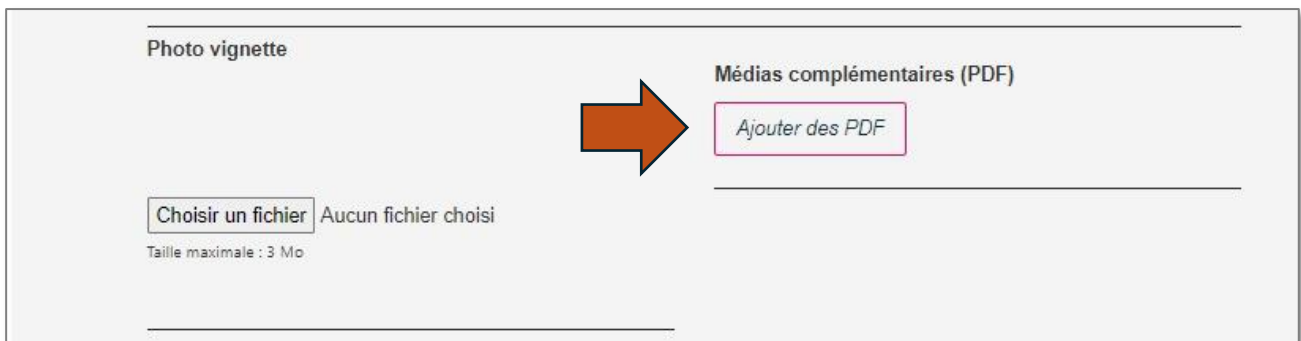 Photo vignette
Médias complémentaires (PDF)
Ajouter des PDF
Choisir un fichier Aucun fichier choisi
Taille maximale : 3 Mo